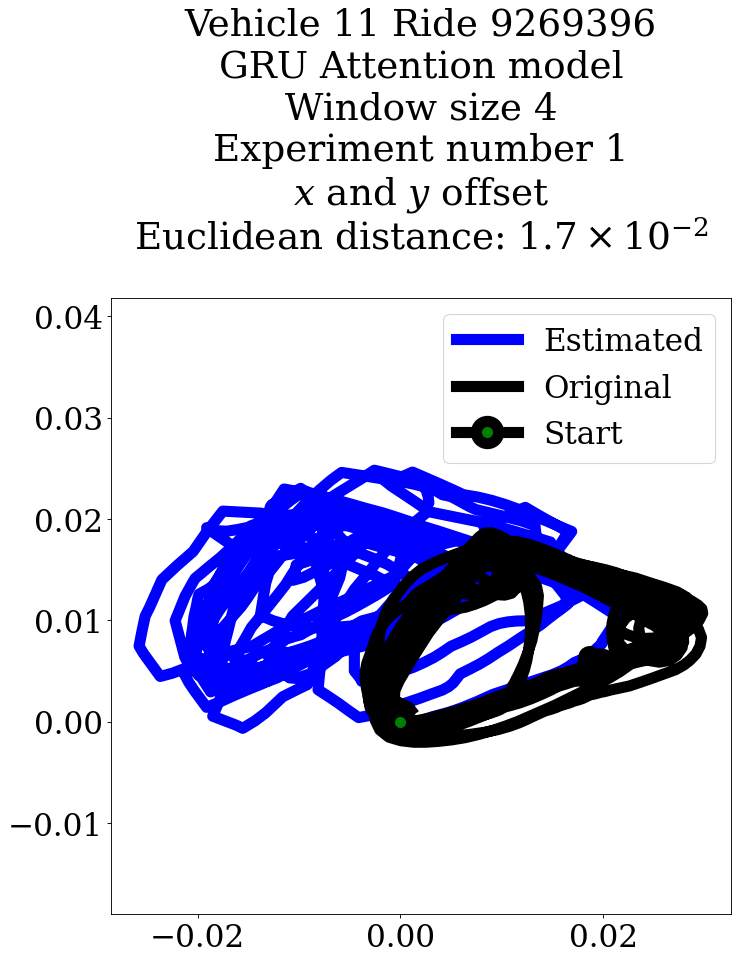 Vehicle 11 Ride 9269396
GRU Attention model
Window size 4
Experiment number 1
x and y offset
Euclidean distance: 1.7 × 10⁻²
Estimated
Original
Start
0.04
0.03
0.02
0.01
0.00
−0.01
−0.02 0.00 0.02